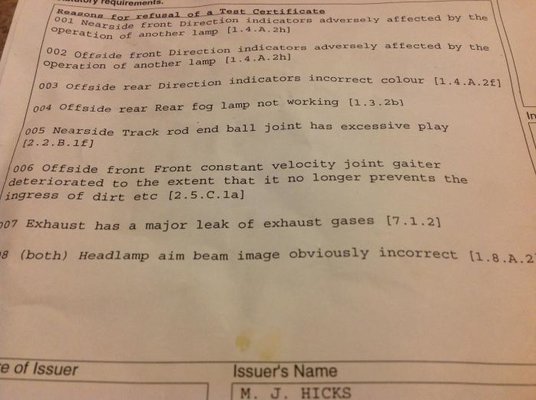 requirements.
Reasons for refusal of a Test Certificate
001 Nearside front Direction indicators adversely affected by the
operation of another lamp [1.4.A.2h]
002 Offside front Direction indicators adversely affected by the
operation of another lamp [1.4.A.2h]
003 Offside rear Direction indicators incorrect colour [1.4.A.2f]
004 Offside rear Rear fog lamp not working [1.3.2b]
005 Nearside Track rod end ball joint has excessive play
[2.2.B.1f]
006 Offside front Front constant velocity joint gaiter
deteriorated to the extent that it no longer prevents the
ingress of dirt etc [2.5.C.1a]
007 Exhaust has a major leak of exhaust gases [7.1.2]
8 (both) Headlamp aim beam image obviously incorrect [1.8.A.2
In
e of Issuer
Issuer's Name
M. J. HICKS